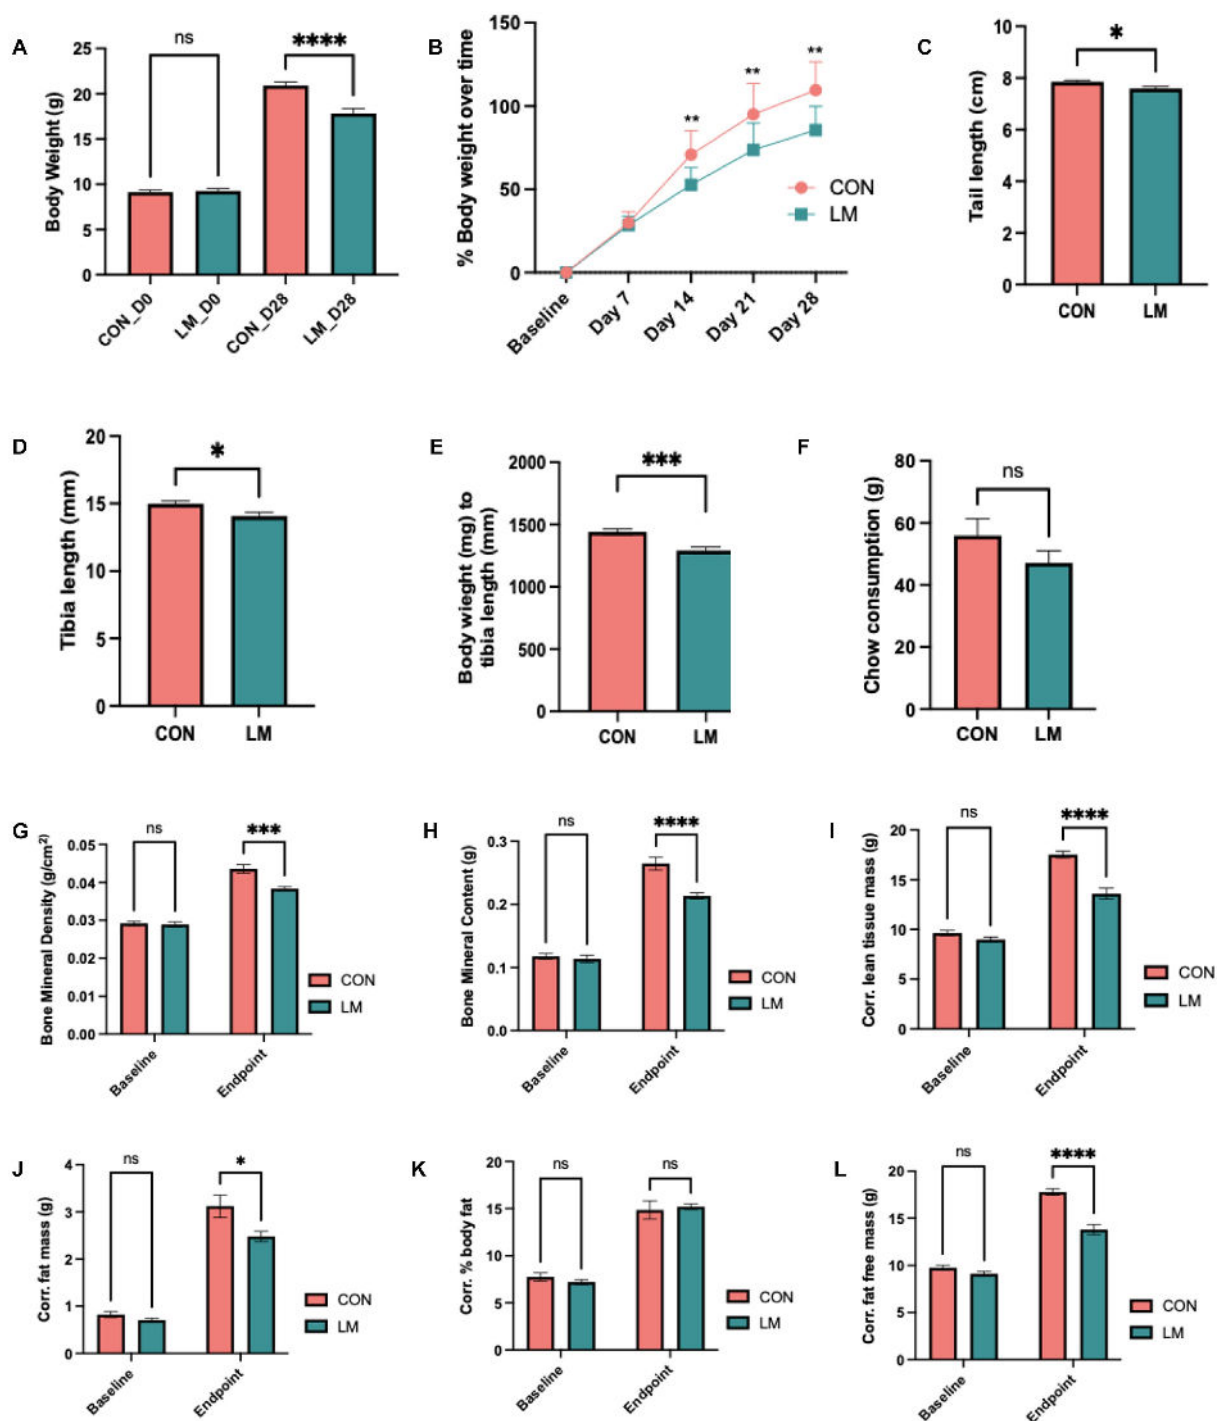 A
Body Weight (g)
25
20
15
10
5
0
ns
****
CON_D0
LM_D0
CON_D28
LM_D28
B
% Body weight over time
150
100
50
0
**
**
**
CON
LM
Baseline
Day 7
Day 14
Day 21
Day 28
C
Tail length (cm)
10
8
6
4
2
0
*
CON
LM
D
Tibia length (mm)
20
15
10
5
0
*
CON
LM
E
Body wieght (mg) to
tibia length (mm)
2000
1500
1000
500
0
***
CON
LM
F
Chow consumption (g)
80
60
40
20
0
ns
CON
LM
G
Bone Mineral Density (g/cm²)
0.05
0.04
0.03
0.02
0.01
0.00
ns
***
CON
LM
Baseline
Endpoint
H
Bone Mineral Content (g)
0.3
0.2
0.1
0.0
ns
****
CON
LM
Baseline
Endpoint
I
Corr. lean tissue mass (g)
20
15
10
5
0
ns
****
CON
LM
Baseline
Endpoint
J
Corr. fat mass (g)
4
3
2
1
0
ns
*
CON
LM
Baseline
Endpoint
K
Corr. % body fat
20
15
10
5
0
ns
ns
CON
LM
Baseline
Endpoint
L
Corr. fat free mass (g)
20
15
10
5
0
ns
****
CON
LM
Baseline
Endpoint